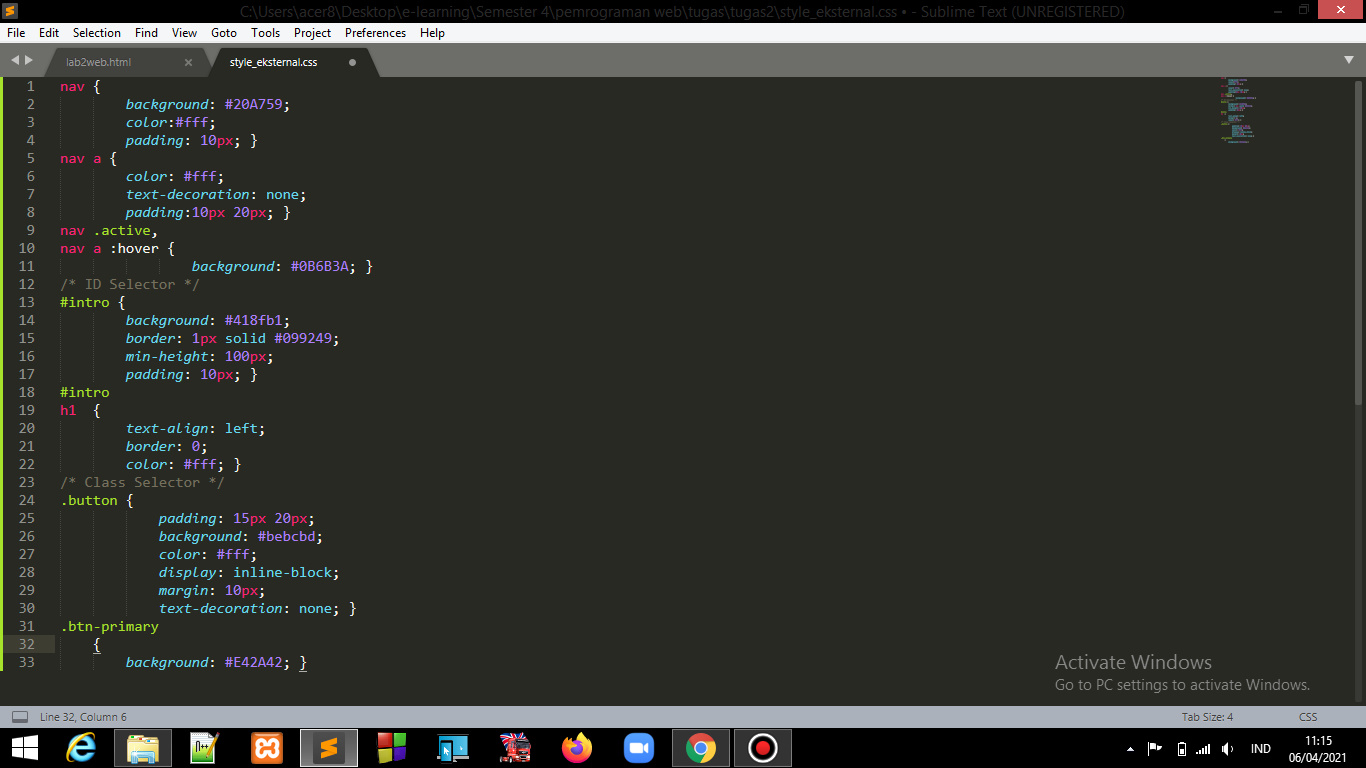 C:\Users\acer8\Desktop\e-learning\Semester 4\pemrograman web\tugas\tugas2\style_eksternal.css • - Sublime Text (UNREGISTERED)
File Edit Selection Find View Goto Tools Project Preferences Help
lab2web.html style_eksternal.css
1 nav {
2 background: #20A759;
3 color:#fff;
4 padding: 10px; }
5 nav a {
6 color: #fff;
7 text-decoration: none;
8 padding:10px 20px; }
9 nav .active,
10 nav a :hover {
11 background: #0B6B3A; }
12 /* ID Selector */
13 #intro {
14 background: #418fb1;
15 border: 1px solid #099249;
16 min-height: 100px;
17 padding: 10px; }
18 #intro
19 h1 {
20 text-align: left;
21 border: 0;
22 color: #fff; }
23 /* Class Selector */
24 .button {
25 padding: 15px 20px;
26 background: #bebcbd;
27 color: #fff;
28 display: inline-block;
29 margin: 10px;
30 text-decoration: none; }
31 .btn-primary
32 {
33 background: #E42A42; }
Activate Windows
Go to PC settings to activate Windows.
Line 32, Column 6 Tab Size: 4 CSS
IND
11:15
06/04/2021